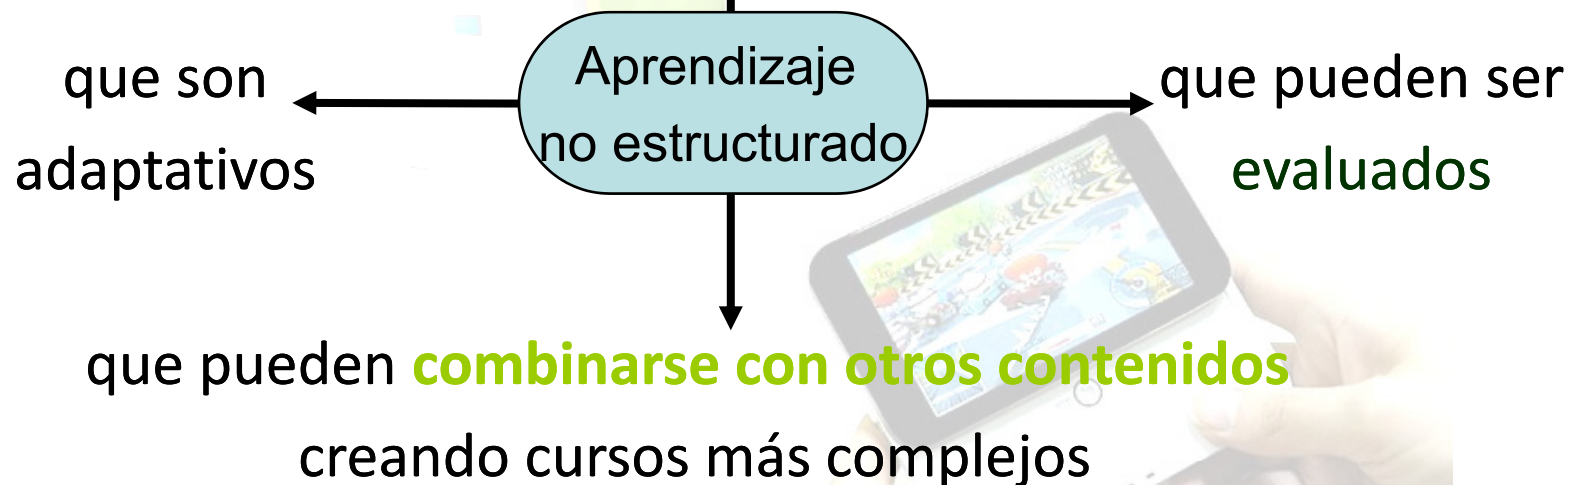 Aprendizaje
no estructurado
que son
adaptativos
que pueden ser
evaluados
que pueden combinarse con otros contenidos
creando cursos más complejos